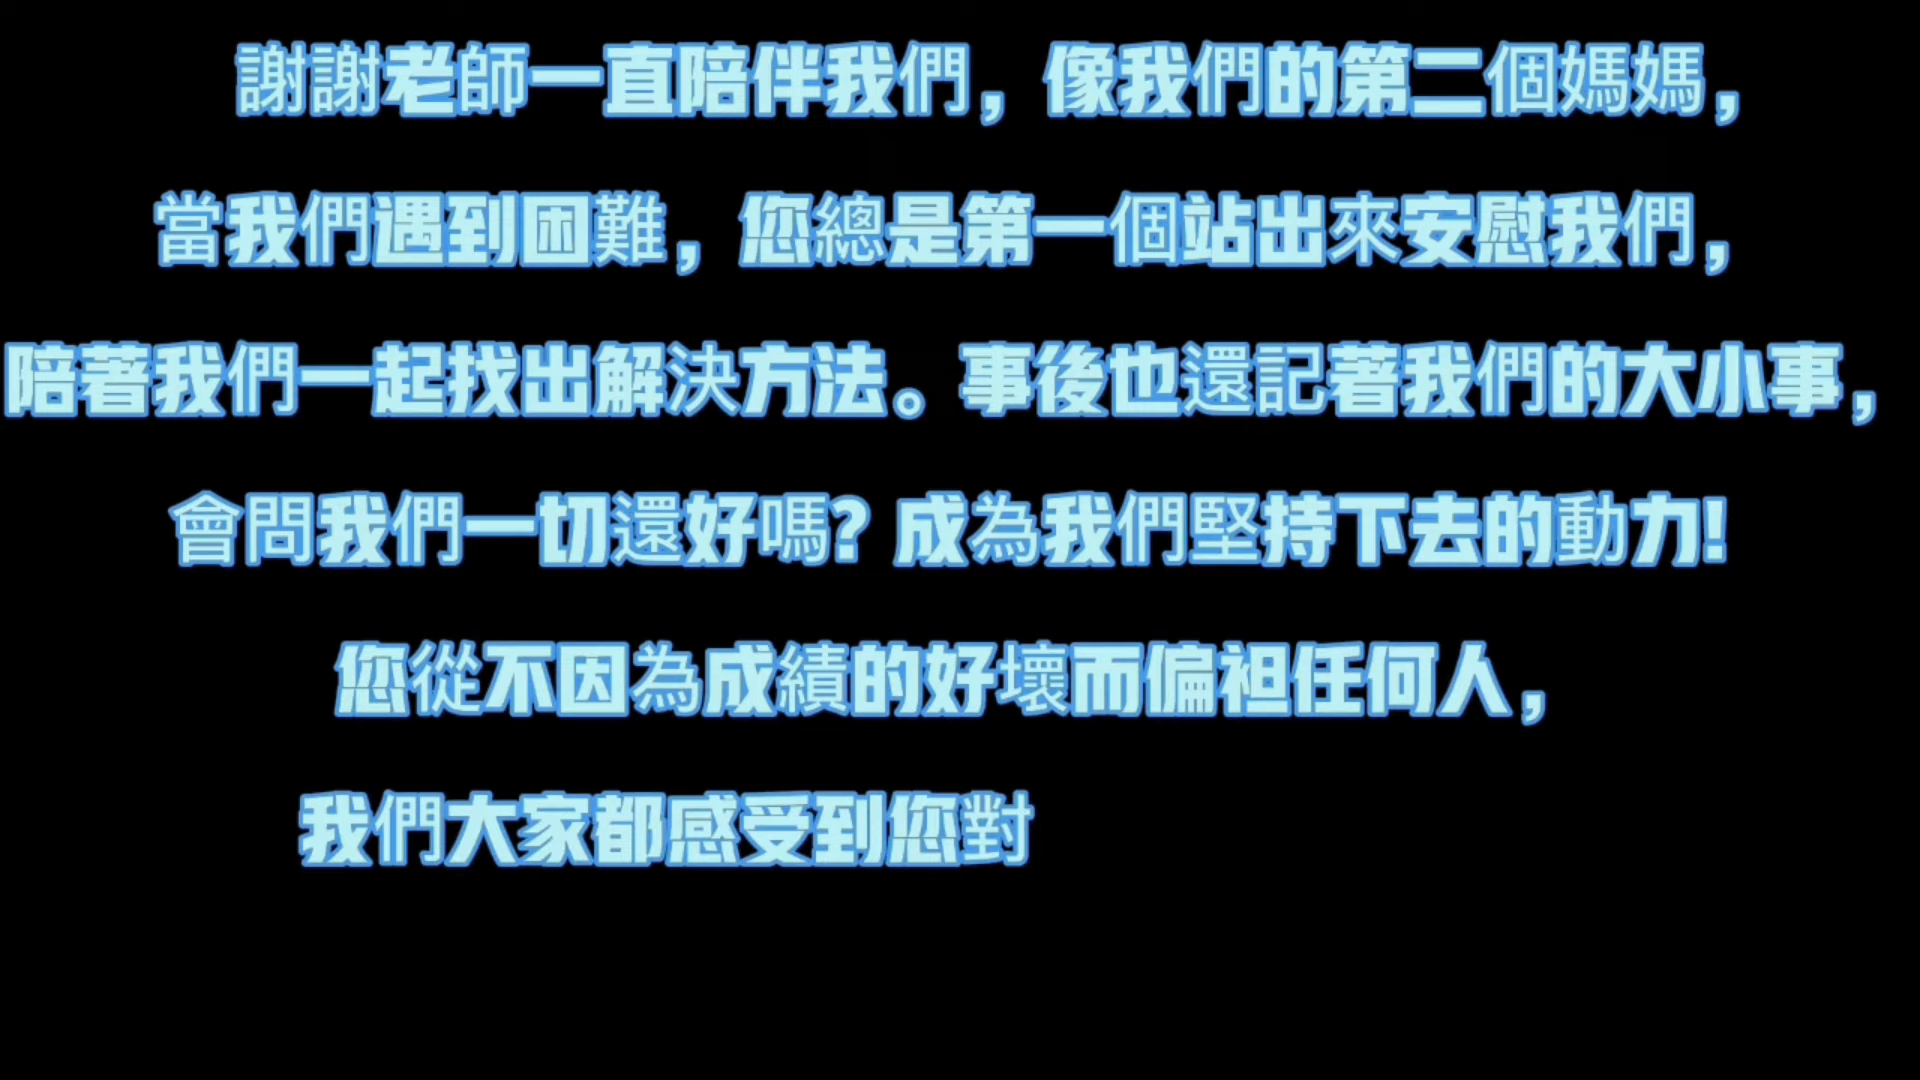 謝謝老師一直陪伴我們，像我們的第二個媽媽，
當我們遇到困難，您總是第一個站出來安慰我們，
陪著我們一起找出解決方法。事後也還記著我們的大小事，
會問我們一切還好嗎？成為我們堅持下去的動力!
您從不因為成績的好壞而偏袒任何人，
我們大家都感受到您對